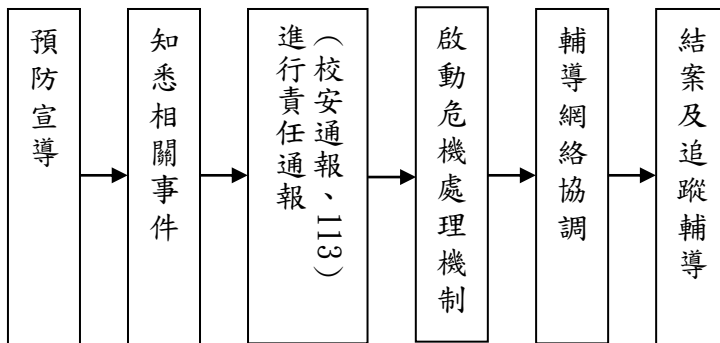 預防宣導
知悉相關事件
進行責任通報
（校安通報、113）
啟動危機處理機制
輔導網絡協調
結案及追蹤輔導